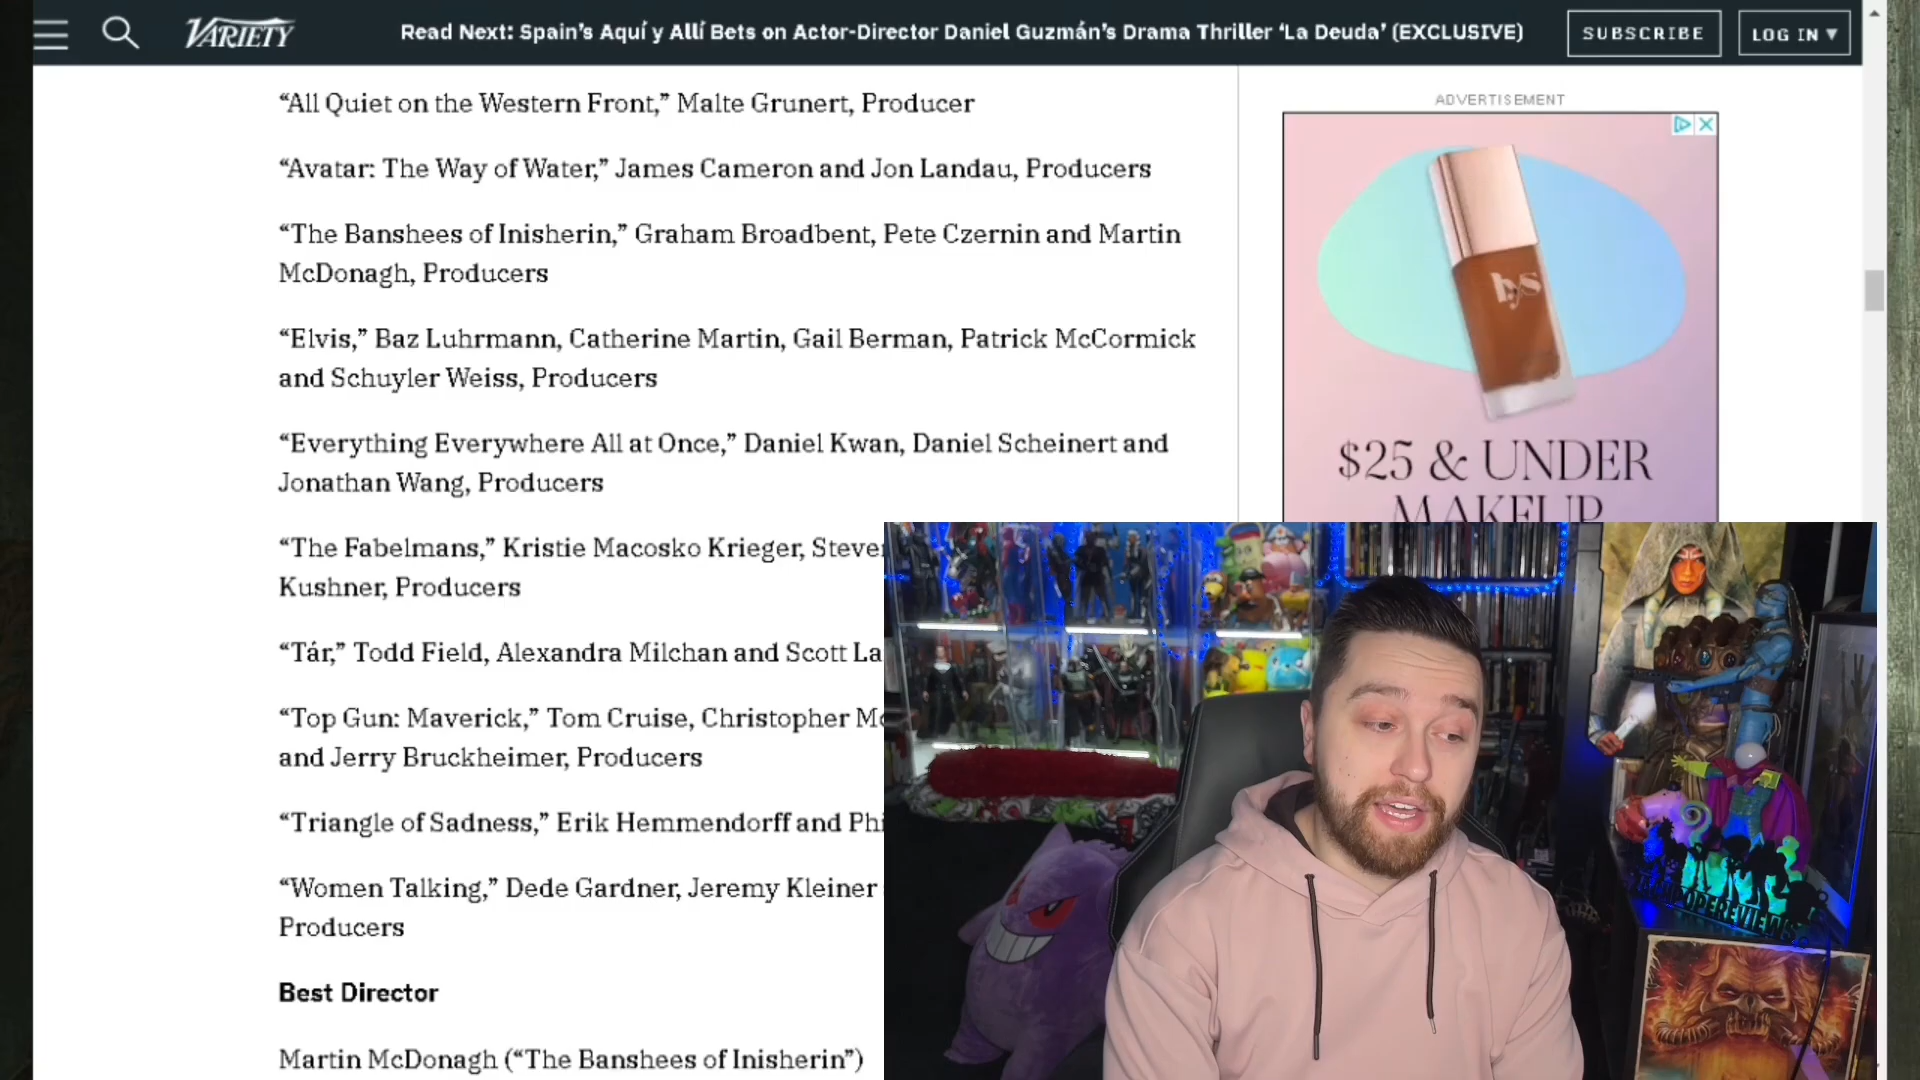 VARIETY
Read Next: Spain's Aquí y Allí Bets on Actor-Director Daniel Guzmán's Drama Thriller ‘La Deuda’ (EXCLUSIVE)
SUBSCRIBE
LOG IN ▼
“All Quiet on the Western Front,” Malte Grunert, Producer
“Avatar: The Way of Water,” James Cameron and Jon Landau, Producers
“The Banshees of Inisherin,” Graham Broadbent, Pete Czernin and Martin
McDonagh, Producers
“Elvis,” Baz Luhrmann, Catherine Martin, Gail Berman, Patrick McCormick
and Schuyler Weiss, Producers
“Everything Everywhere All at Once,” Daniel Kwan, Daniel Scheinert and
Jonathan Wang, Producers
“The Fabelmans,” Kristie Macosko Krieger, Steve
Kushner, Producers
“Tár,” Todd Field, Alexandra Milchan and Scott La
“Top Gun: Maverick,” Tom Cruise, Christopher Mc
and Jerry Bruckheimer, Producers
“Triangle of Sadness,” Erik Hemmendorff and Phi
“Women Talking,” Dede Gardner, Jeremy Kleiner
Producers
Best Director
Martin McDonagh (“The Banshees of Inisherin”)
ADVERTISEMENT
bys
$25 & UNDER
MAKEUP